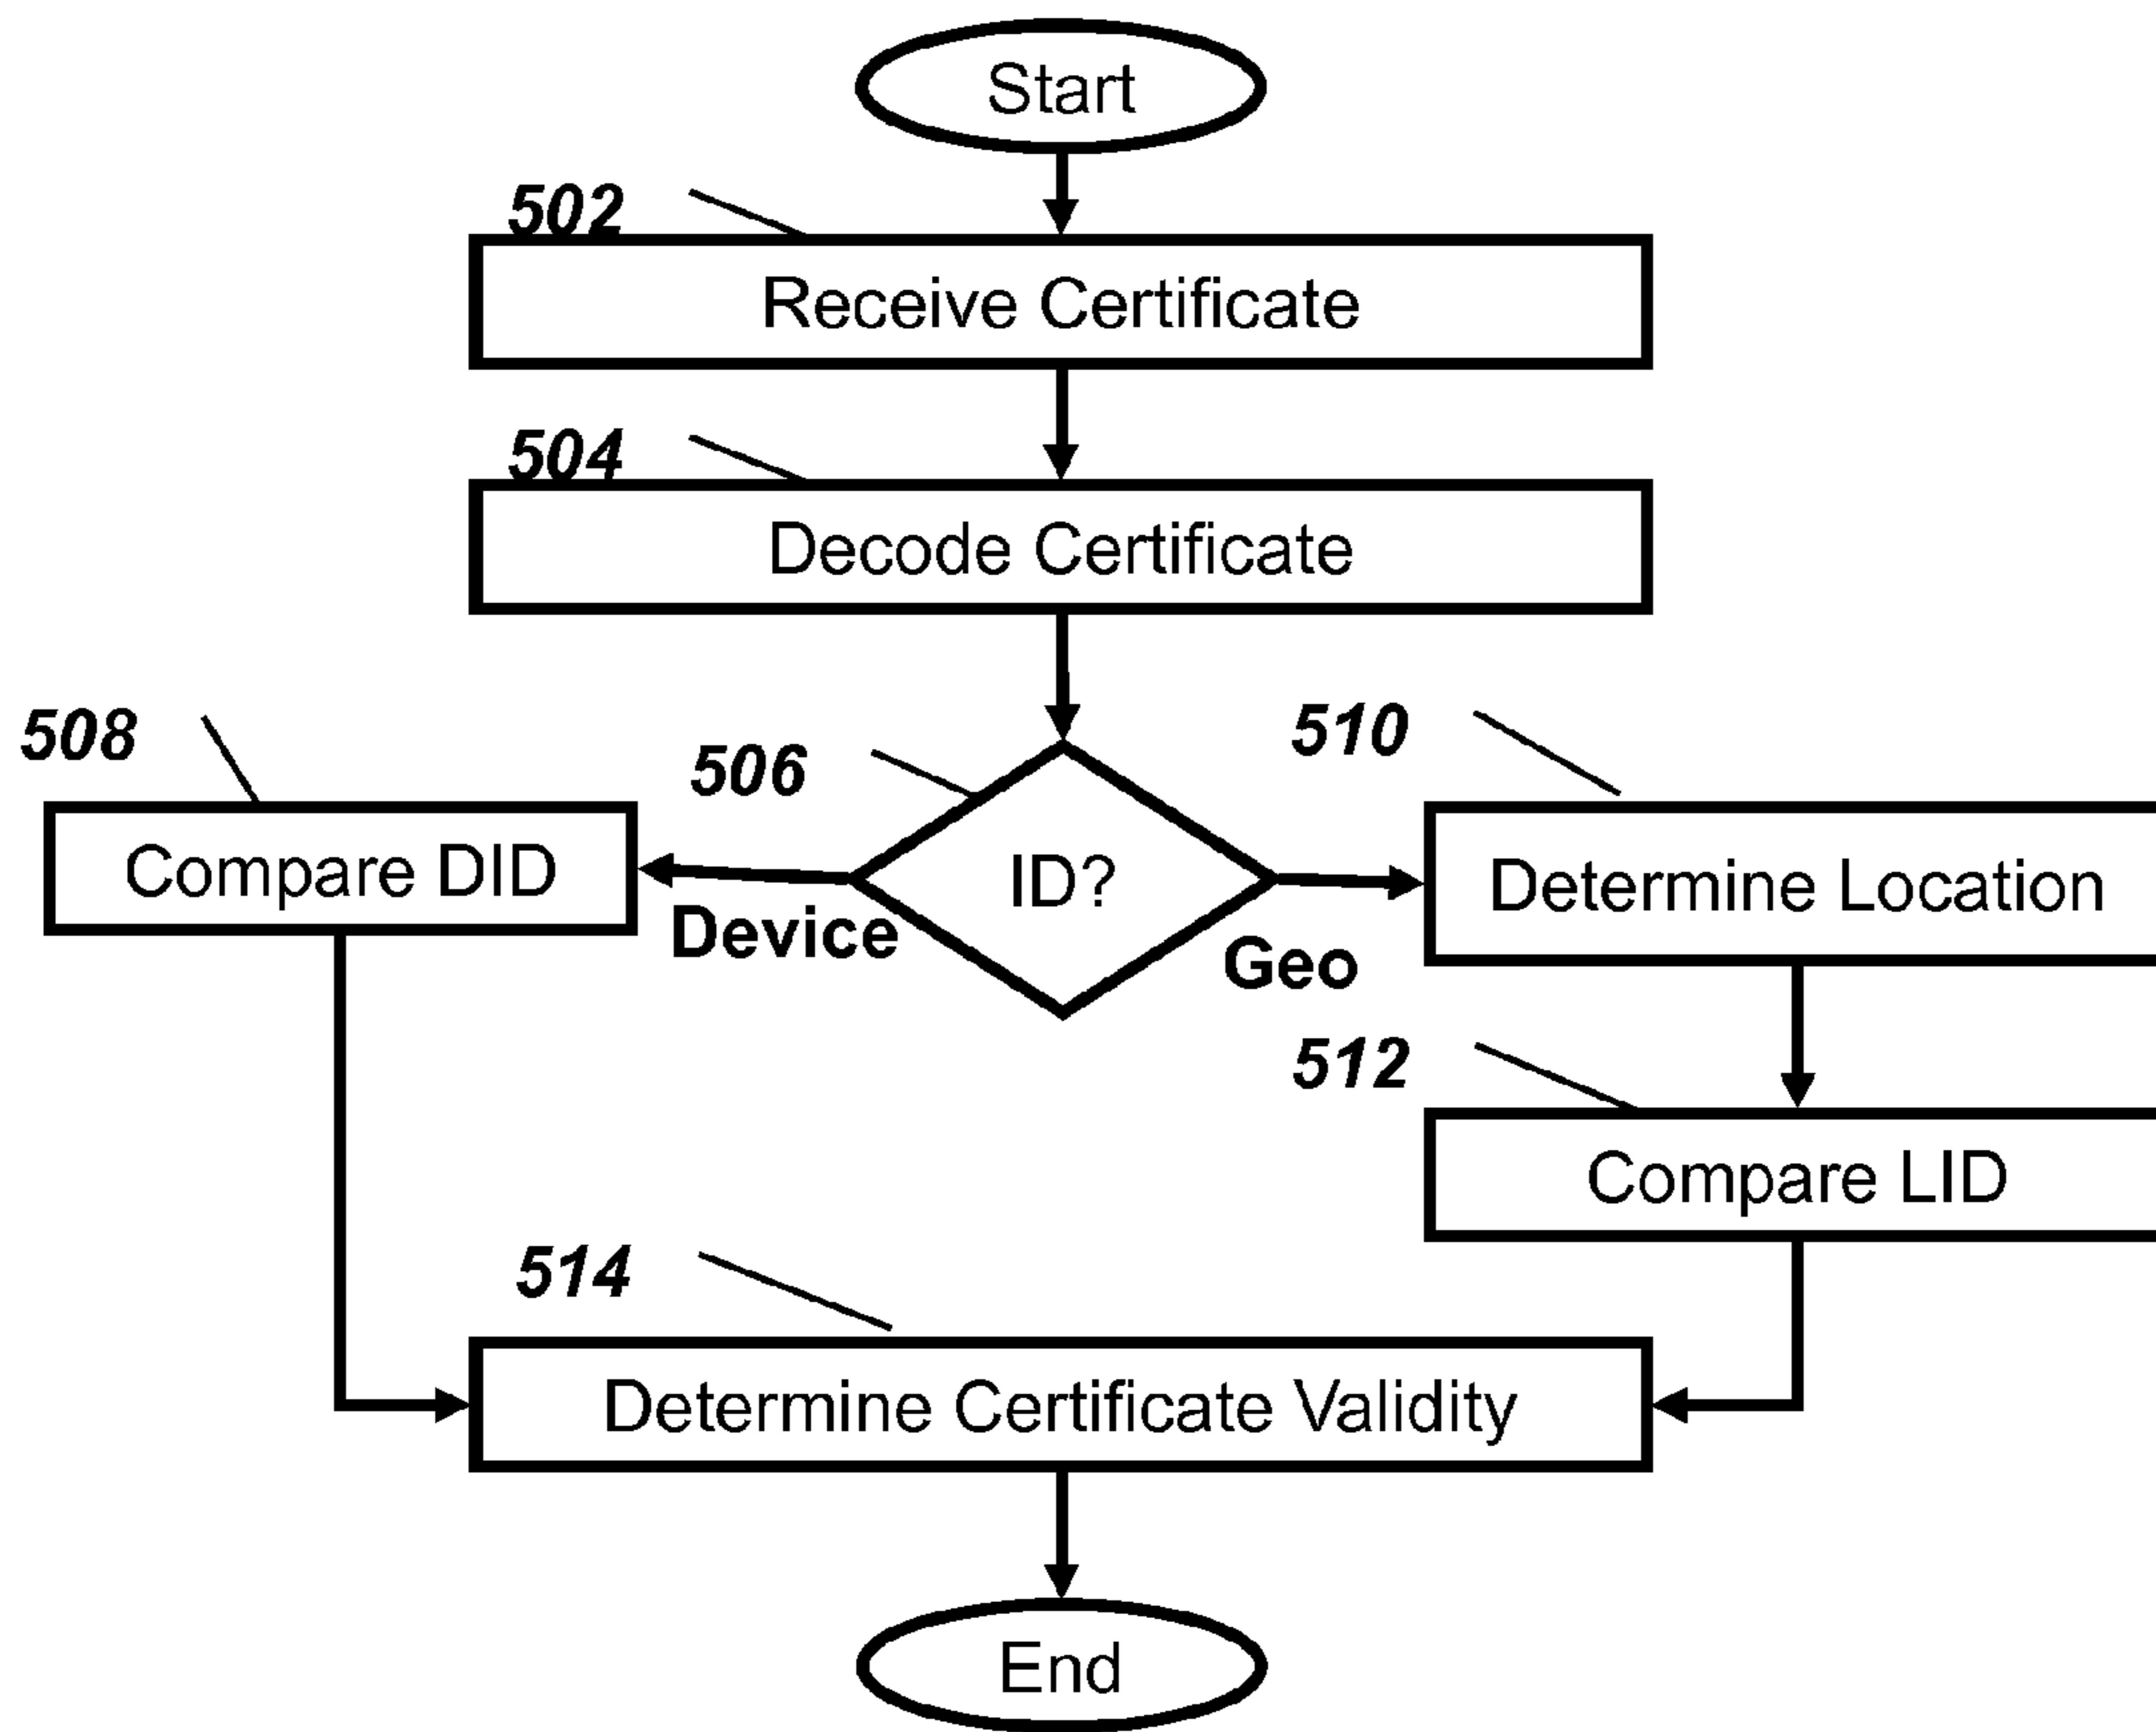 Start
502
Receive Certificate
504
Decode Certificate
508
506
510
Compare DID
ID?
Determine Location
Device
Geo
512
Compare LID
514
Determine Certificate Validity
End